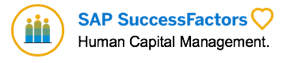 SAP SuccessFactors
Human Capital Management.